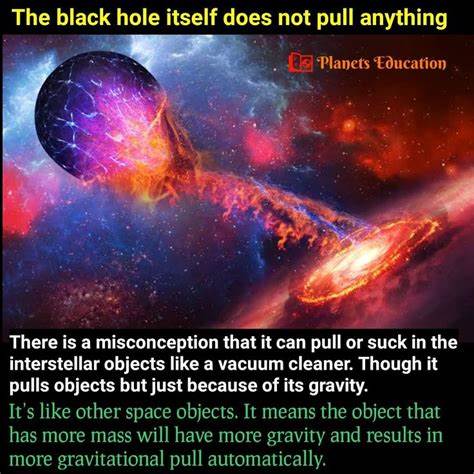 The black hole itself does not pull anything
Planets Education
There is a misconception that it can pull or suck in the
interstellar objects like a vacuum cleaner. Though it
pulls objects but just because of its gravity.
It's like other space objects. It means the object that
has more mass will have more gravity and results in
more gravitational pull automatically.